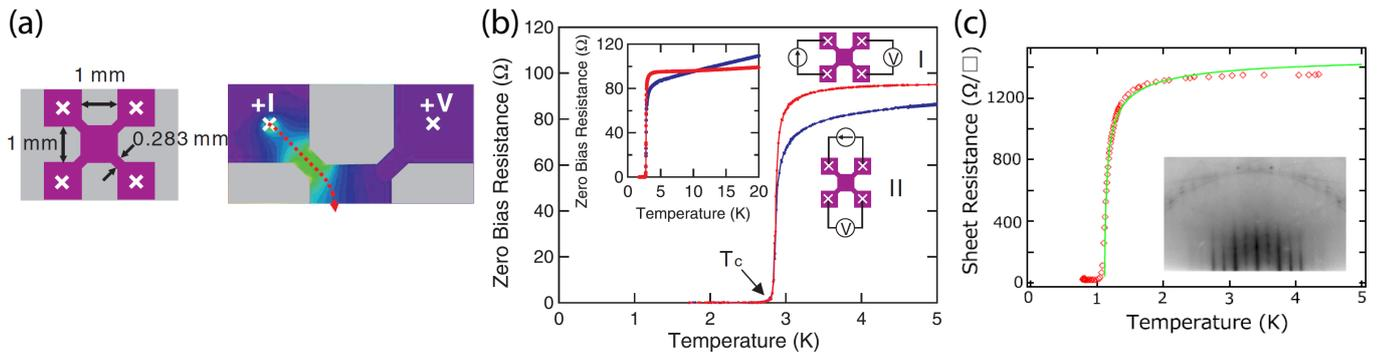 (a)
1 mm
1 mm
0.283 mm
+I
+V
(b)
Zero Bias Resistance (Ω)
120
100
80
60
40
20
0
0
1
2
3
4
5
Temperature (K)
Zero Bias Resistance (Ω)
120
80
40
0
0
5
10
15
20
Temperature (K)
V
I
V
II
Tc
(c)
Sheet Resistance (Ω/□)
1200
800
400
0
0
1
2
3
4
5
Temperature (K)